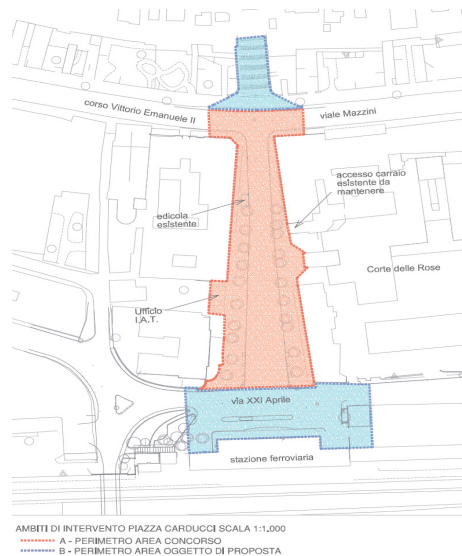 corso Vittorio Emanuele II
viale Mazzini
accesso carraio
esistente da
mantenere
edicola
esistente
Corte delle Rose
Ufficio
I.A.T.
via XXI Aprile
stazione ferroviaria
AMBITI DI INTERVENTO PIAZZA CARDUCCI SCALA 1:1.000
A - PERIMETRO AREA CONCORSO
B - PERIMETRO AREA OGGETTO DI PROPOSTA